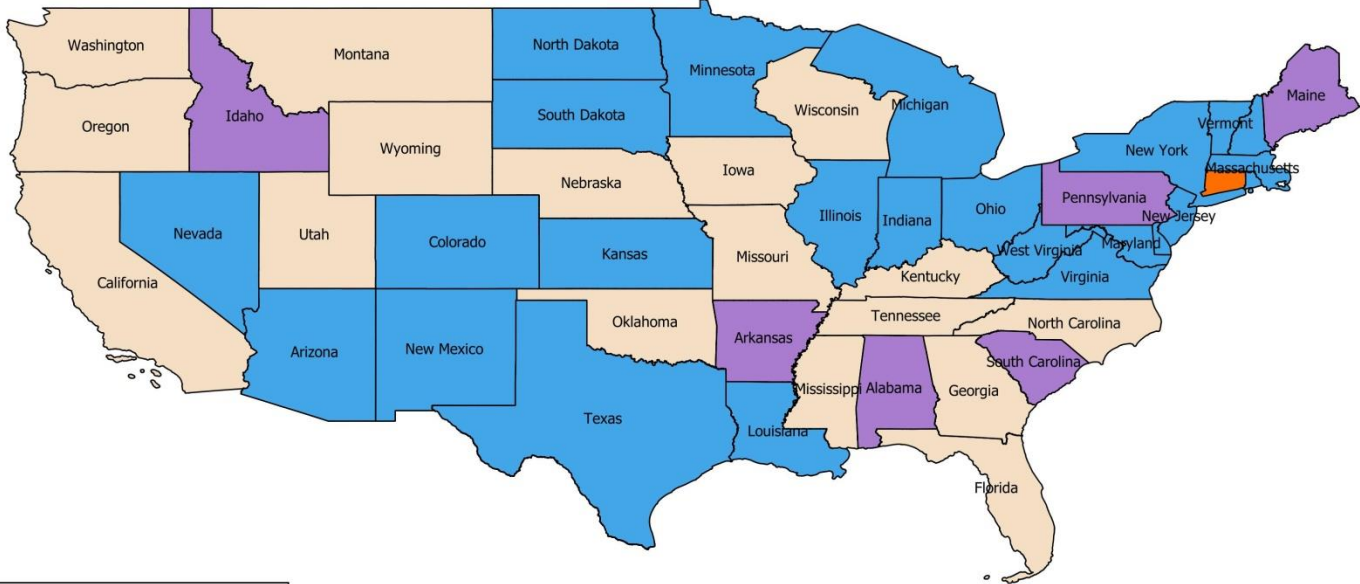 Washington
Montana
North Dakota
Minnesota
Michigan
Maine
Oregon
Idaho
Wyoming
South Dakota
Wisconsin
Vermont
New York
Massachusetts
Nebraska
Iowa
Pennsylvania
Nevada
Utah
Colorado
Kansas
Illinois
Indiana
Ohio
New Jersey
West Virginia
Maryland
California
Missouri
Kentucky
Virginia
Arizona
New Mexico
Oklahoma
Arkansas
Tennessee
North Carolina
South Carolina
Texas
Louisiana
Mississippi
Alabama
Georgia
Florida